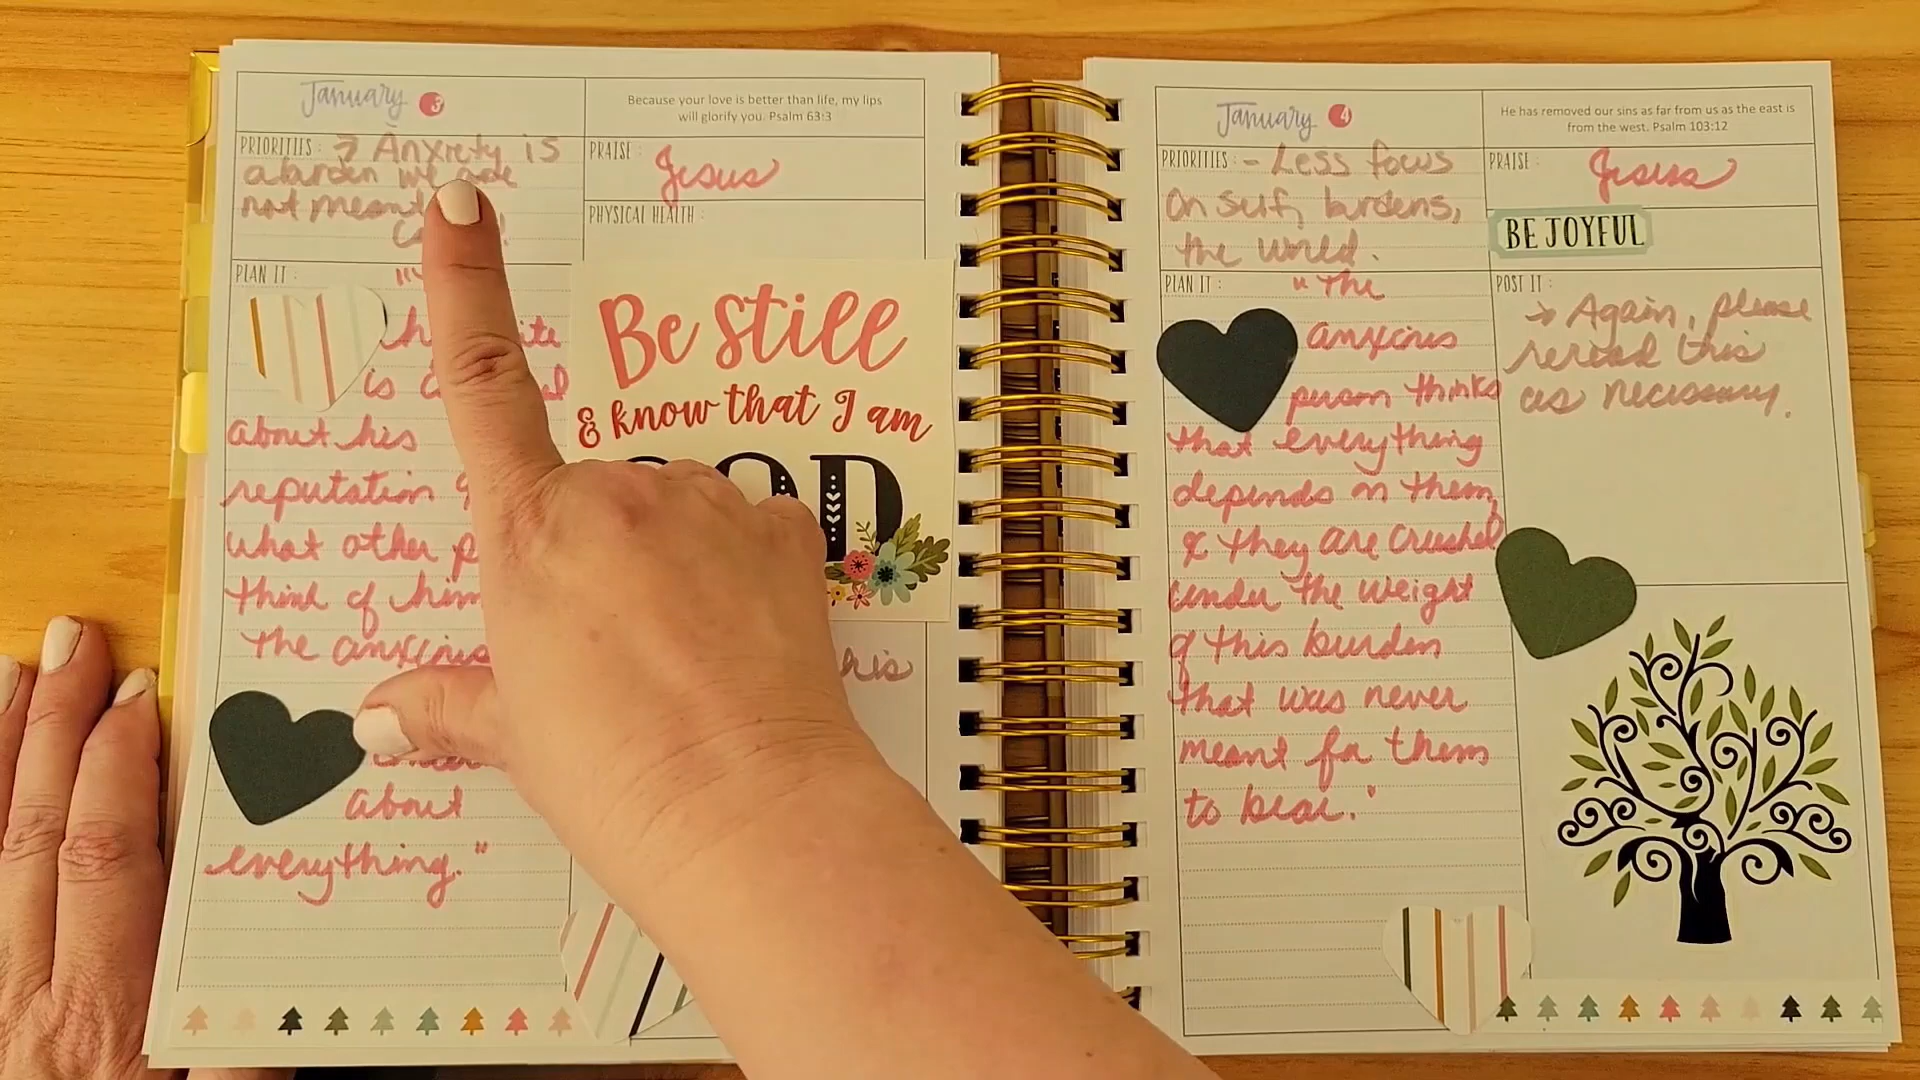 January 3
Because your love is better than life, my lips
will glorify you. Psalm 63:3
PRIORITIES : → Anxiety is
a burden we are
not meant
PRAISE : Jesus
PHYSICAL HEALTH :
PLAN IT :
is
about his
reputation &
what other
think of him
the anxious
about
everything."
Be still
& know that I am
his
January 4
He has removed our sins as far from us as the east is
from the west. Psalm 103:12
PRIORITIES : - Less focus
on self, burdens,
the world.
PRAISE : Jesus
BE JOYFUL
PLAN IT : "The
anxious
person thinks
that everything
depends on them,
& they are crushed
under the weight
of this burden
that was never
meant for them
to bear."
POST IT :
→ Again, please
reread this
as necessary.